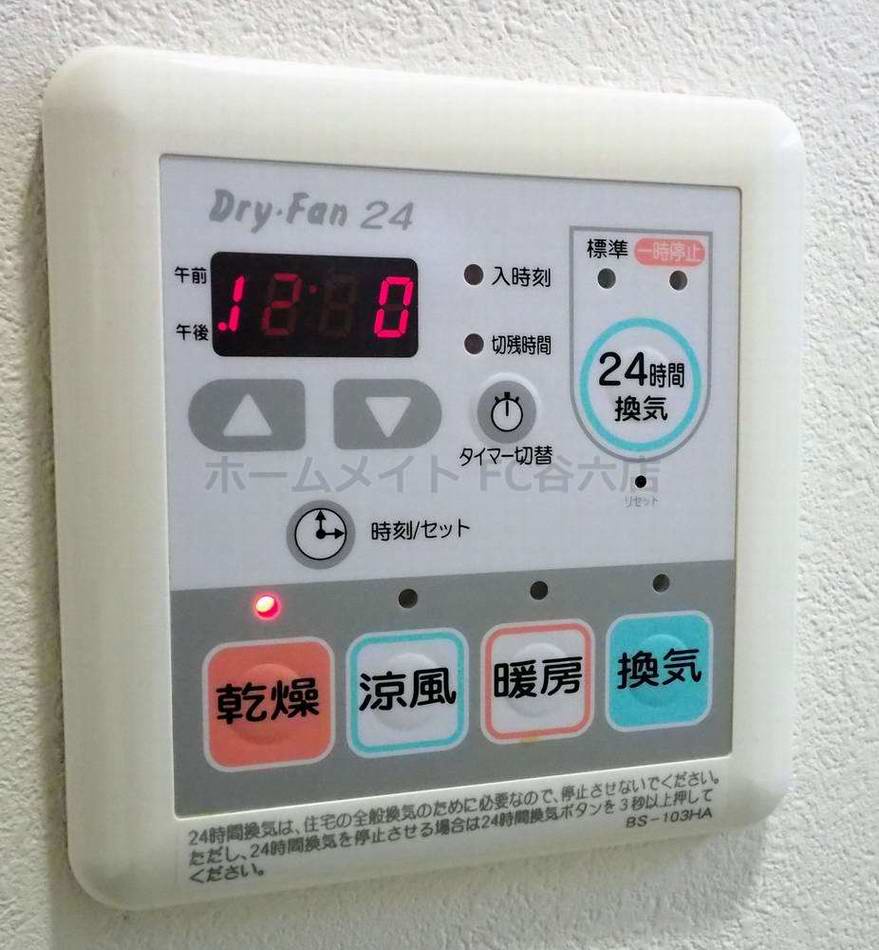 Dry・Fan 24
標準 一時停止
午前
午後
入時刻
切残時間
24時間
換気
タイマー切替
ホームメイト FC谷六店
リセット
時刻/セット
乾燥 涼風 暖房 換気
24時間換気は、住宅の全般換気のために必要なので、停止させないでください。
ただし、24時間換気を停止させる場合は24時間換気ボタンを3秒以上押して
ください。
BS-103HA